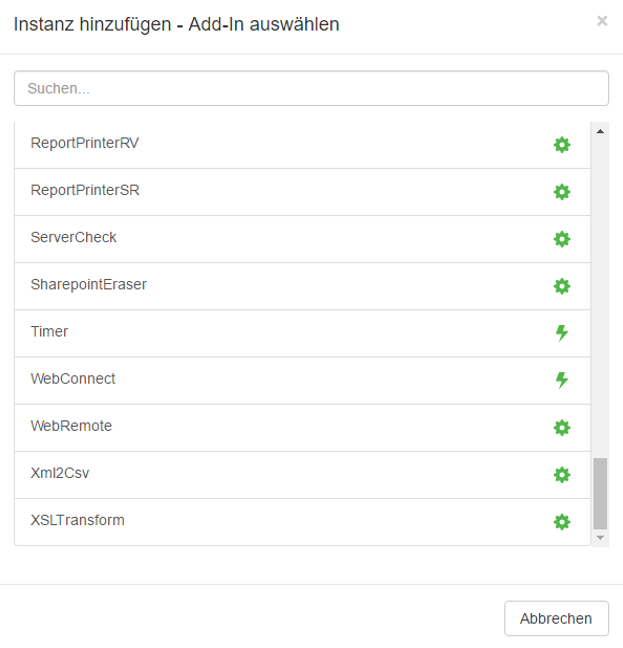 Instanz hinzufügen - Add-In auswählen
×
Suchen...
ReportPrinterRV
ReportPrinterSR
ServerCheck
SharepointEraser
Timer
WebConnect
WebRemote
Xml2Csv
XSLTransform
Abbrechen